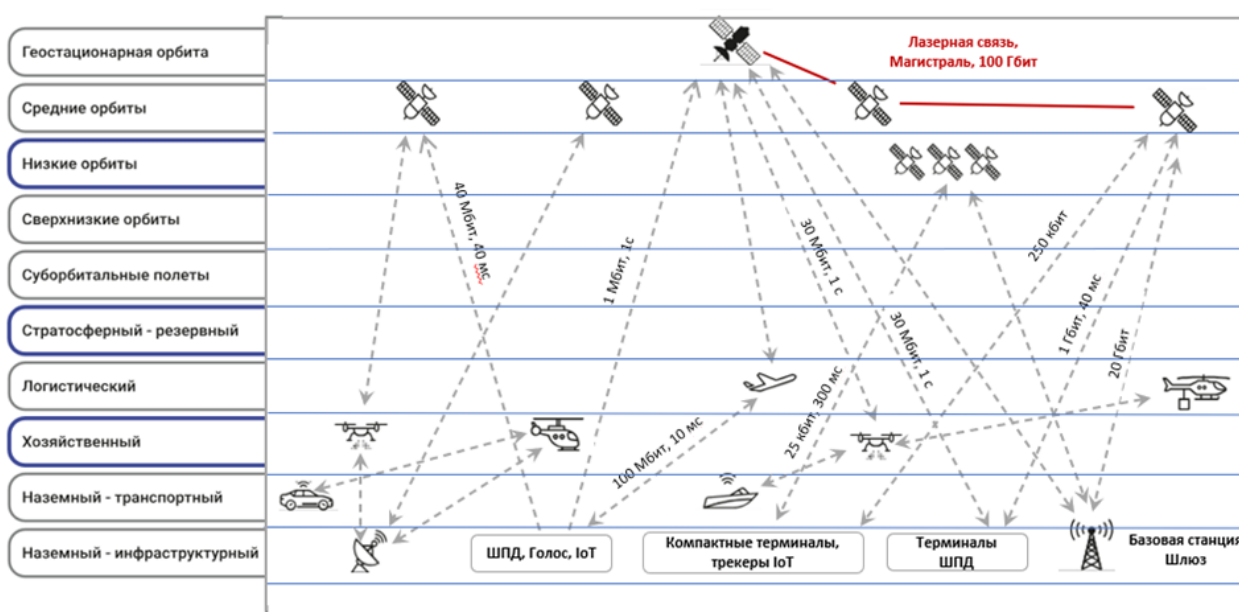 Геостационарная орбита
Лазерная связь,
Магистраль, 100 Гбит
Средние орбиты
Низкие орбиты
Сверхнизкие орбиты
40 Мбит, 40 мс
1 Мбит, 1с
30 Мбит, 1 с
250 кбит
Суборбитальные полеты
Стратосферный - резервный
30 Мбит, 1 с
1 Гбит, 40 мс
20 Гбит
Логистический
25 кбит, 300 мс
Хозяйственный
100 Мбит, 10 мс
Наземный - транспортный
Наземный - инфраструктурный
ШПД, Голос, IoT
Компактные терминалы,
трекеры IoT
Терминалы
ШПД
Базовая станция
Шлюз